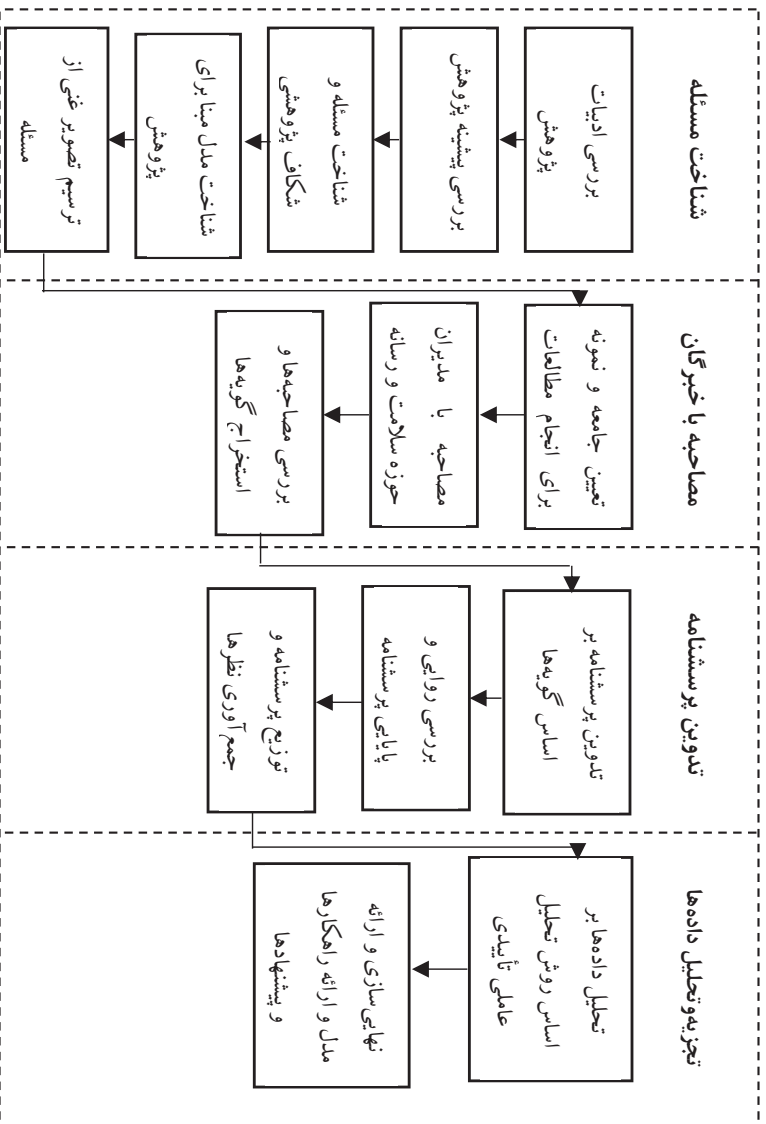 شناخت مسئله
بررسی ادبیات
پژوهش
بررسی پیشینه پژوهش
شناخت مسئله و
شکاف پژوهشی
شناخت مدل مبنا برای
پژوهش
ترسیم تصویر غنی از
مسئله
مصاحبه با خبرگان
تعیین جامعه و نمونه
برای انجام مطالعات
مصاحبه با مدیران
حوزه سلامت و رسانه
بررسی مصاحبه‌ها و
استخراج گویه‌ها
تدوین پرسشنامه
تدوین پرسشنامه بر
اساس گویه‌ها
بررسی روایی و
پایایی پرسشنامه
توزیع پرسشنامه و
جمع‌آوری نظرها
تجزیه‌وتحلیل داده‌ها
تحلیل داده‌ها بر
اساس روش تحلیل
عاملی تأییدی
نهایی‌سازی و ارائه
مدل و ارائه راهکارها
و پیشنهادها